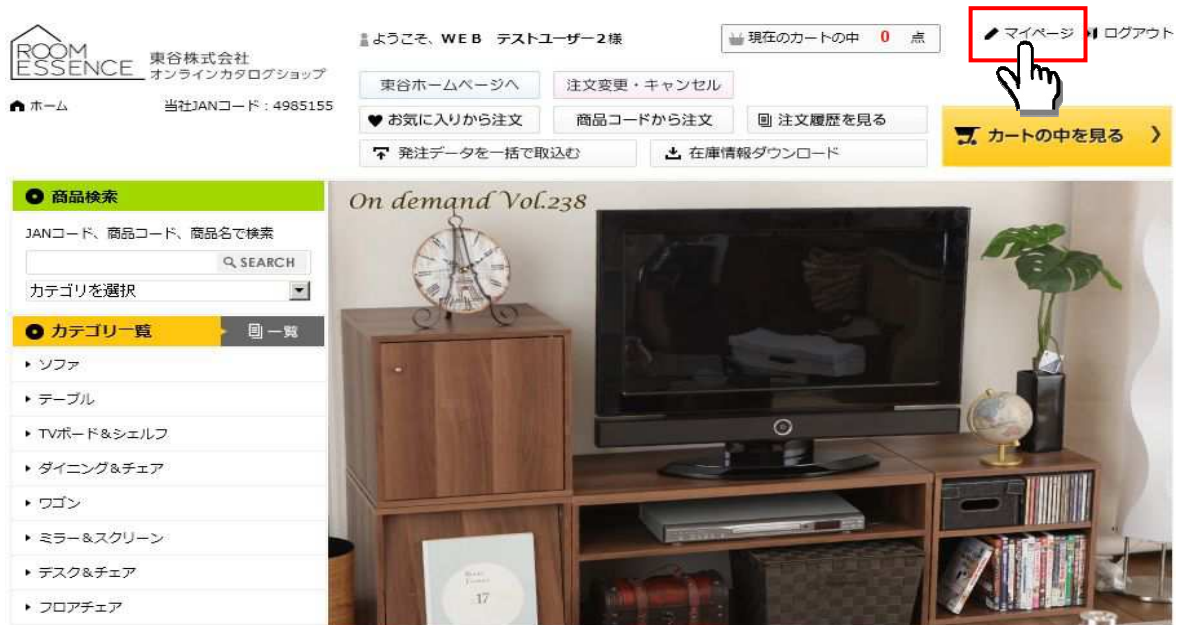 ROOM
ESSENCE
東谷株式会社
オンラインカタログショップ
ホーム
当社JANコード:4985155
ようこそ、WEB テストユーザー2様
現在のカートの中 0 点
マイページ
ログアウト
東谷ホームページへ
注文変更・キャンセル
お気に入りから注文
商品コードから注文
注文履歴を見る
発注データを一括で取込む
在庫情報ダウンロード
カートの中を見る
商品検索
JANコード、商品コード、商品名で検索
SEARCH
カテゴリを選択
カテゴリ一覧
一覧
ソファ
テーブル
TVボード&シェルフ
ダイニング&チェア
ワゴン
ミラー&スクリーン
デスク&チェア
フロアチェア
On demand Vol.238
17